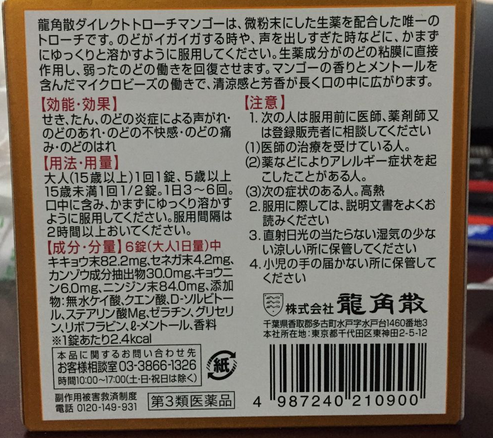 龍角散ダイレクトトローチマンゴーは、微粉末にした生薬を配合した唯一の
トローチです。のどがイガイガする時や、声を出しすぎた時などに、かま
ずにゆっくりと溶かすように服用してください。生薬成分がのどの粘膜に直接
作用し、弱ったのどの働きを回復させます。マンゴーの香りとメントールを
含んだマイクロビーズの働きで、清涼感と芳香が長く口の中に広がります。
【効能・効果】
せき、たん、のどの炎症による声がれ・
のどのあれ・のどの不快感・のどの痛
み・のどのはれ
【用法・用量】
大人(15歳以上)1回1錠、5歳以上
15歳未満1回1/2錠。1日3〜6回。
口中に含み、かまずにゆっくりと溶か
すように服用してください。服用間隔は
2時間以上おいてください。
【成分・分量】6錠(大人1日量)中
キキョウ末82.2mg、セネガ末4.2mg、
カンゾウ成分抽出物30.0mg、キョウニ
ン6.0mg、ニンジン末84.0mg、添加
物:無水ケイ酸、クエン酸、D-ソルビトー
ル、ステアリン酸Mg、ゼラチン、グリセリ
ン、リボフラビン、ℓ-メントール、香料
※1錠あたり2.4kcal
本品に関するお問い合わせ先
お客様相談室 03-3866-1326
時間10:00〜17:00(土・日・祝日は除く)
副作用被害救済制度
電話 0120-149-931
第3類医薬品
紙
【注意】
1. 次の人は服用前に医師、薬剤師又
は登録販売者に相談してください
(1)医師の治療を受けている人。
(2)薬などによりアレルギー症状を起
こしたことがある人。
(3)次の症状のある人。高熱
2. 服用に際しては、説明文書をよく
お読みください
3. 直射日光の当たらない湿気の少な
い涼しい所に保管してください
4. 小児の手の届かない所に保管して
ください
株式会社 龍角散
千葉県香取郡多古町水戸字水戸台1460番地3
本社所在地:東京都千代田区東神田2-5-12
4 987240 210900